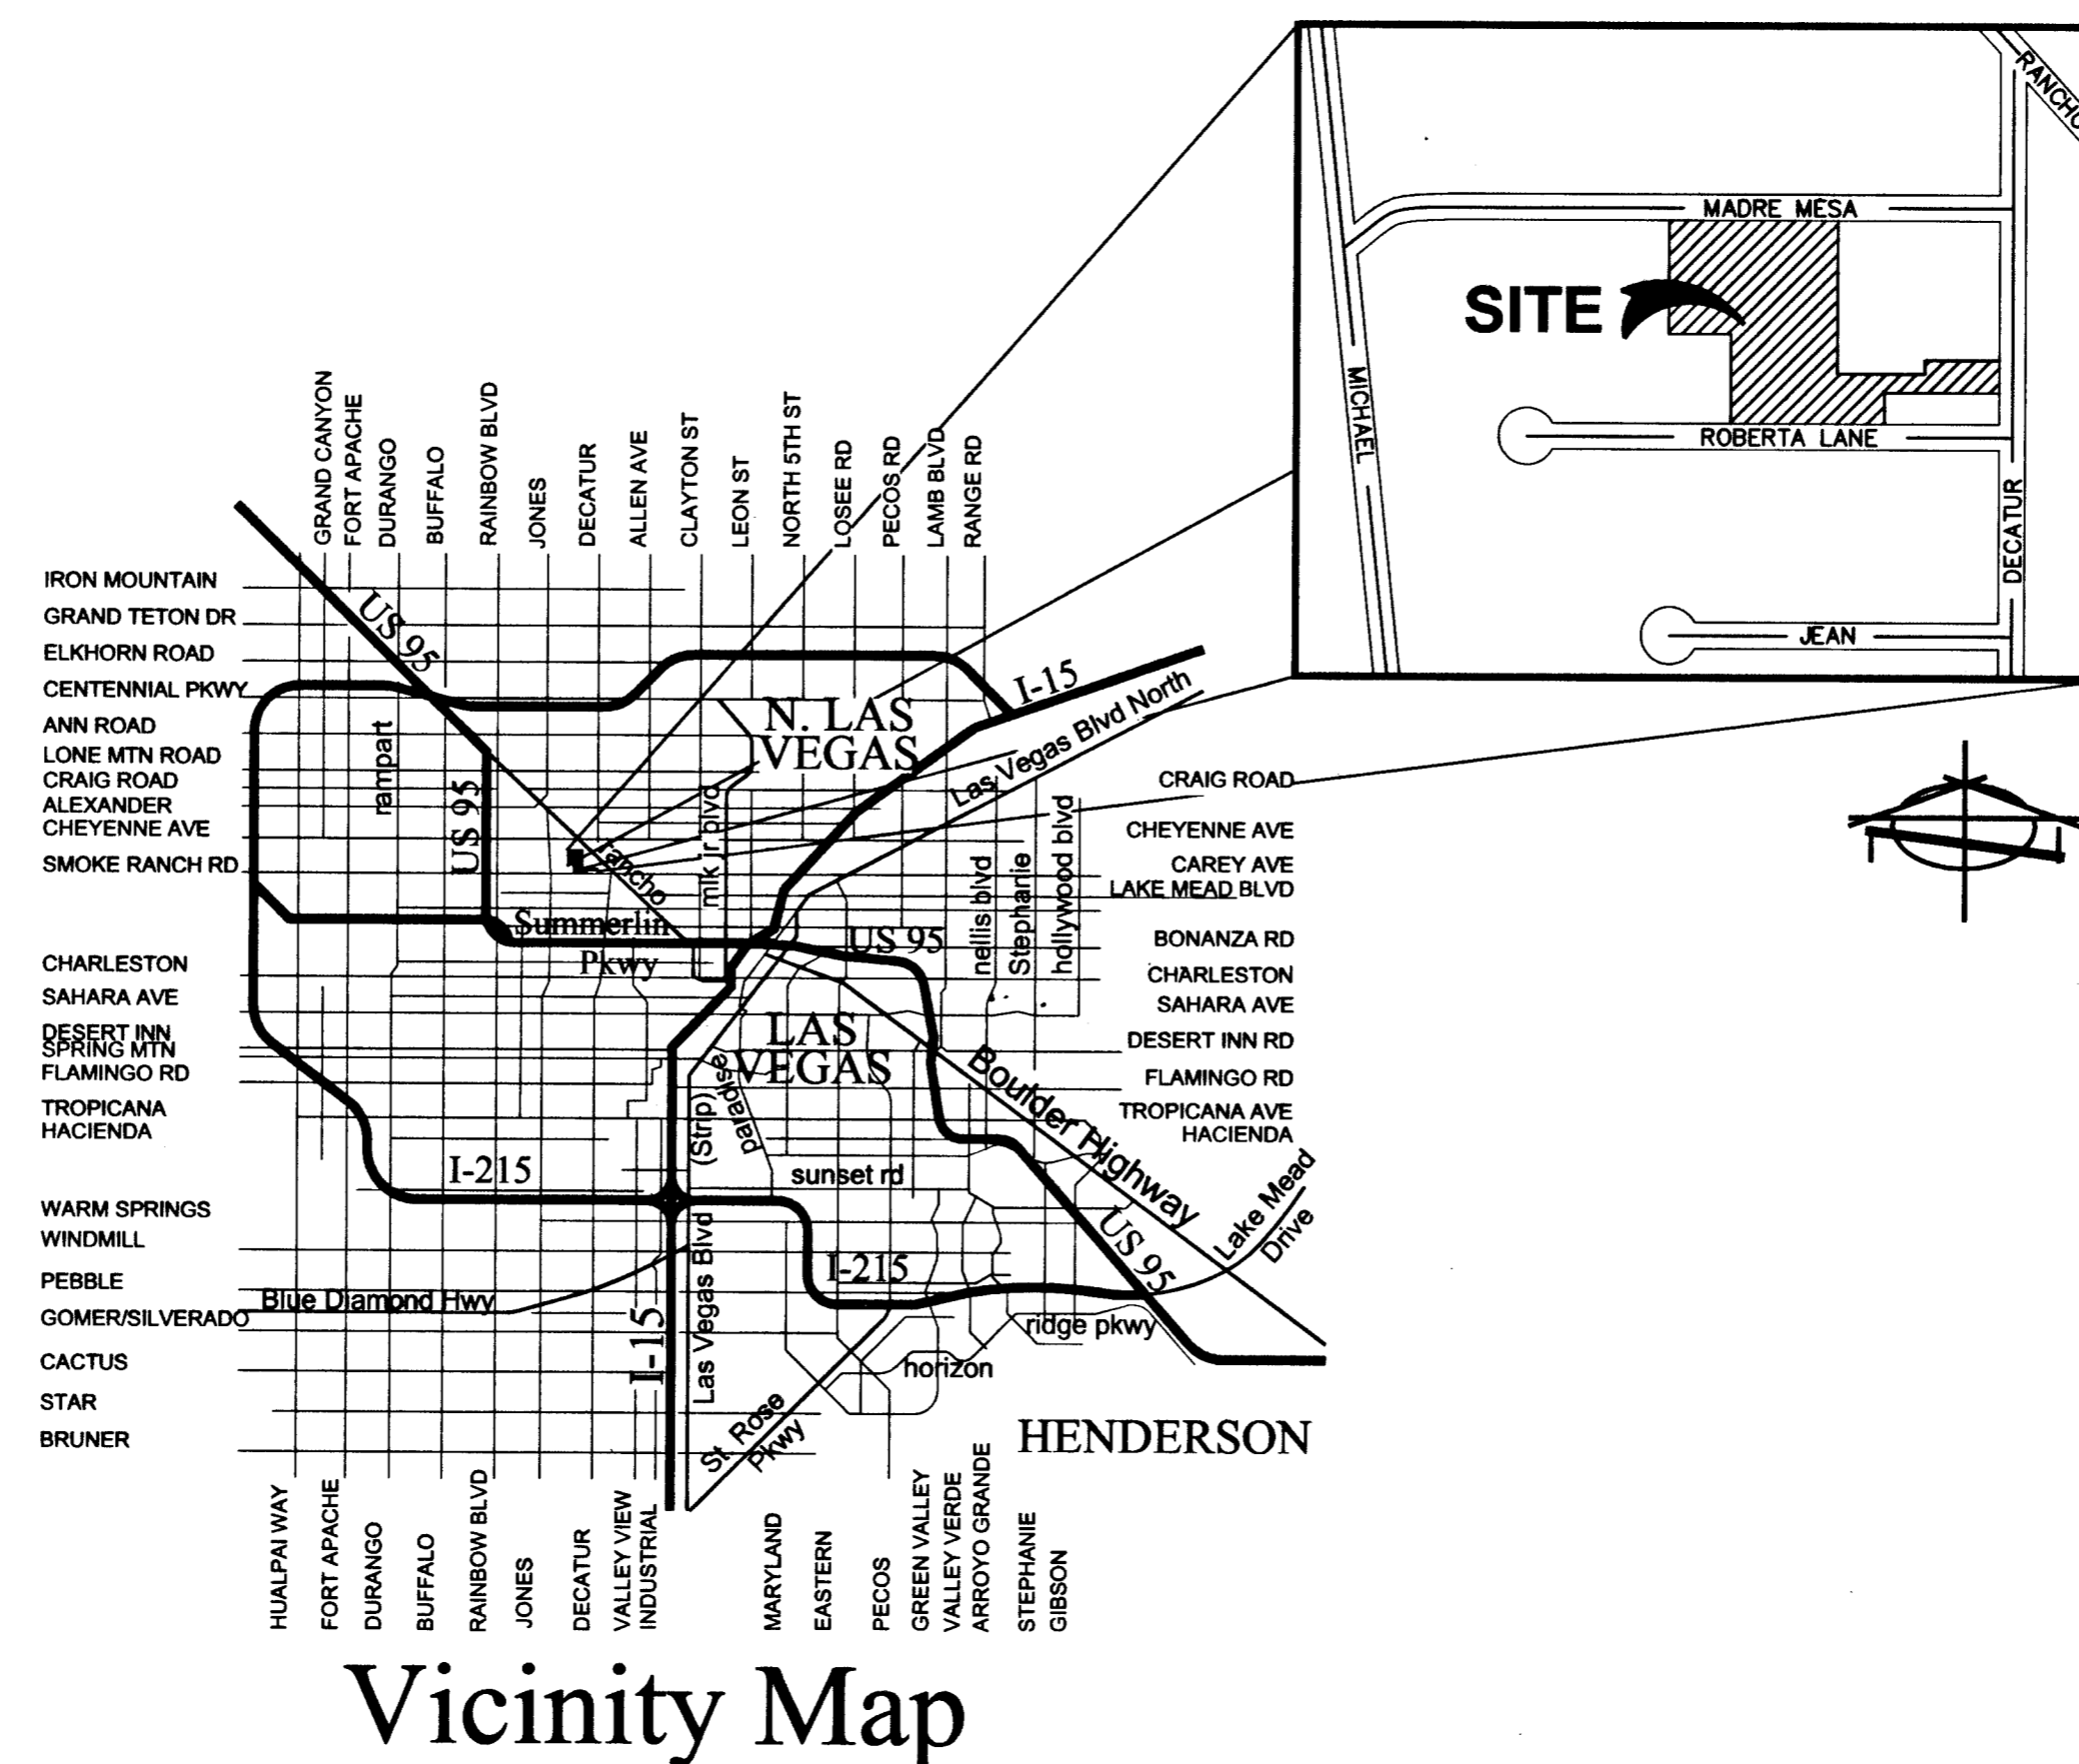 RANCHO
MADRE MESA
SITE
MICHAEL
ROBERTA LANE
DECATUR
JEAN
GRAND CANYON
FORT APACHE
DURANGO
BUFFALO
RAINBOW BLVD
JONES
DECATUR
ALLEN AVE
CLAYTON ST
LEON ST
NORTH 5TH ST
LOSEE RD
PECOS RD
LAMB BLVD
RANGE RD
IRON MOUNTAIN
GRAND TETON DR
ELKHORN ROAD
CENTENNIAL PKWY
ANN ROAD
LONE MTN ROAD
CRAIG ROAD
ALEXANDER
CHEYENNE AVE
SMOKE RANCH RD
CHARLESTON
SAHARA AVE
DESERT INN
SPRING MTN
FLAMINGO RD
TROPICANA
HACIENDA
WARM SPRINGS
WINDMILL
PEBBLE
GOMER/SILVERADO
CACTUS
STAR
BRUNER
US 95
rampart
US 95
N. LAS
VEGAS
I-15
Las Vegas Blvd North
rancho
mlk jr blvd
Summerlin
Pkwy
US 95
nellis blvd
Stephanie
hollywood blvd
LAS
VEGAS
paradise
(Strip)
Boulder Highway
I-215
sunset rd
US 95
Lake Mead
Drive
I-215
Blue Diamond Hwy
I-15
Las Vegas Blvd
ridge pkwy
horizon
St. Rose
Pkwy
HENDERSON
CRAIG ROAD
CHEYENNE AVE
CAREY AVE
LAKE MEAD BLVD
BONANZA RD
CHARLESTON
SAHARA AVE
DESERT INN RD
FLAMINGO RD
TROPICANA AVE
HACIENDA
HUALPAI WAY
FORT APACHE
DURANGO
BUFFALO
RAINBOW BLVD
JONES
DECATUR
VALLEY VIEW
INDUSTRIAL
MARYLAND
EASTERN
PECOS
GREEN VALLEY
VALLEY VERDE
ARROYO GRANDE
STEPHANIE
GIBSON
Vicinity Map